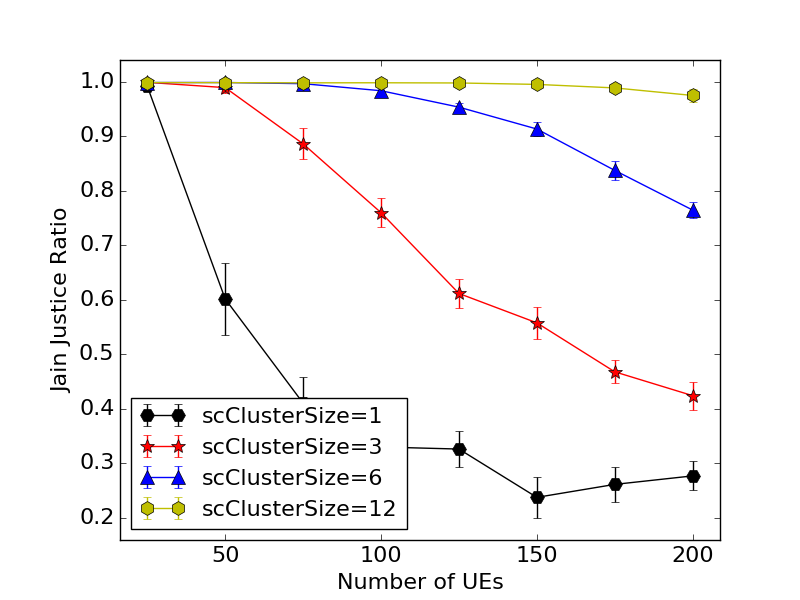 1.0
0.9
0.8
0.7
0.6
0.5
0.4
0.3
0.2
Jain Justice Ratio
scClusterSize=1
scClusterSize=3
scClusterSize=6
scClusterSize=12
50 100 150 200
Number of UEs